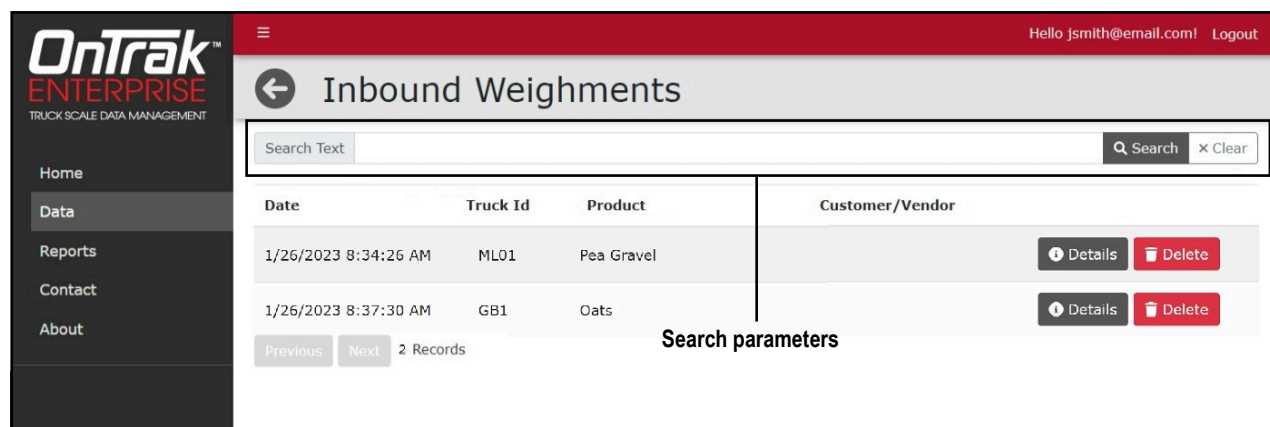 OnTrak™
ENTERPRISE
TRUCK SCALE DATA MANAGEMENT
Home
Data
Reports
Contact
About
Hello jsmith@email.com! Logout
Inbound Weighments
Search Text Search × Clear
Date Truck Id Product Customer/Vendor
1/26/2023 8:34:26 AM ML01 Pea Gravel Details Delete
1/26/2023 8:37:30 AM GB1 Oats Details Delete
Previous Next 2 Records
Search parameters